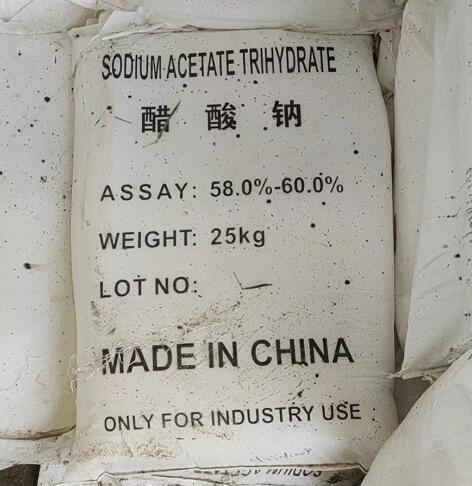 SODIUM ACETATE TRIHYDRATE
醋酸钠
ASSAY: 58.0%-60.0%
WEIGHT: 25kg
LOT NO:
MADE IN CHINA
ONLY FOR INDUSTRY USE